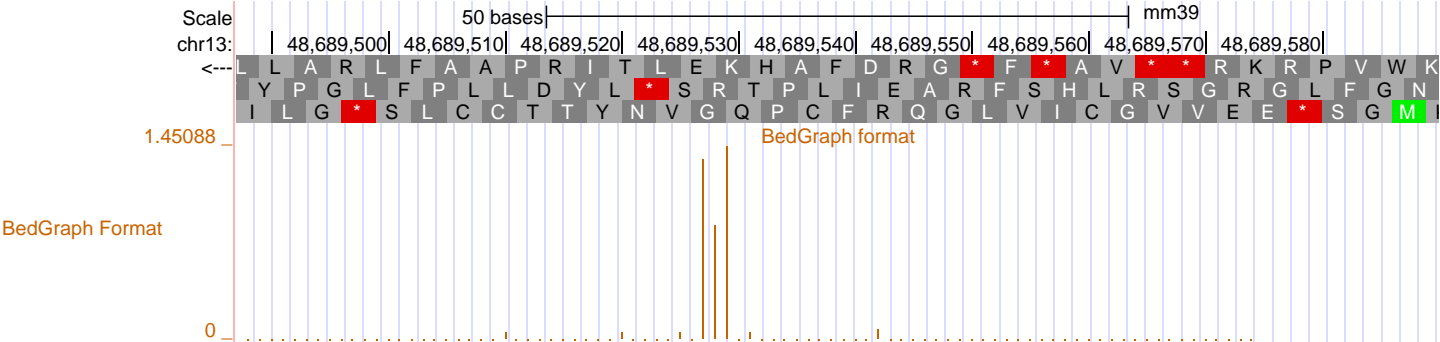 Scale 50 bases mm39
chr13: 48,689,500 48,689,510 48,689,520 48,689,530 48,689,540 48,689,550 48,689,560 48,689,570 48,689,580
<--- L L A R L F A A P R I T L E K H A F D R G * F * A V * * R K R P V W K
Y P G L F P L L D Y L * S R T P L I E A R F S H L R S G R G L F G N
I L G * S L C C T T Y N V G Q P C F R Q G L V I C G V V E E * S G M
1.45088 _ BedGraph format
BedGraph Format
0 _